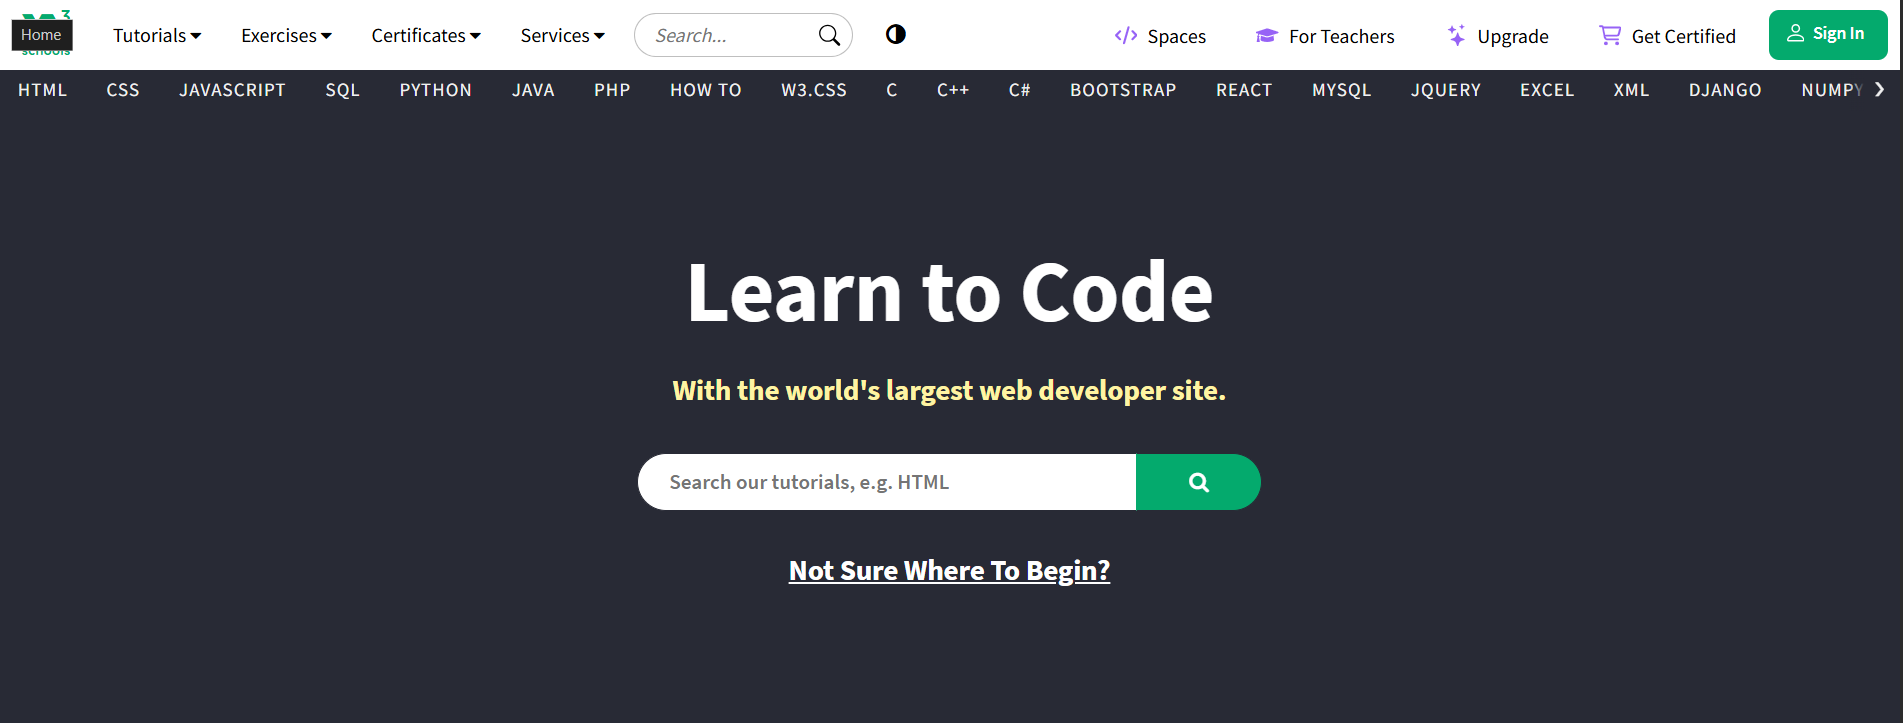 Home
3
schools
Tutorials Exercises Certificates Services Search... Spaces For Teachers Upgrade Get Certified Sign In
HTML CSS JAVASCRIPT SQL PYTHON JAVA PHP HOW TO W3.CSS C C++ C# BOOTSTRAP REACT MYSQL JQUERY EXCEL XML DJANGO NUMPY
Learn to Code
With the world's largest web developer site.
Search our tutorials, e.g. HTML
Not Sure Where To Begin?